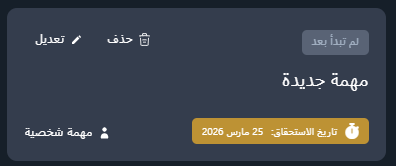 لم تبدأ بعد
حذف
تعديل
مهمة جديدة
تاريخ الاستحقاق: 25 مارس 2026
مهمة شخصية